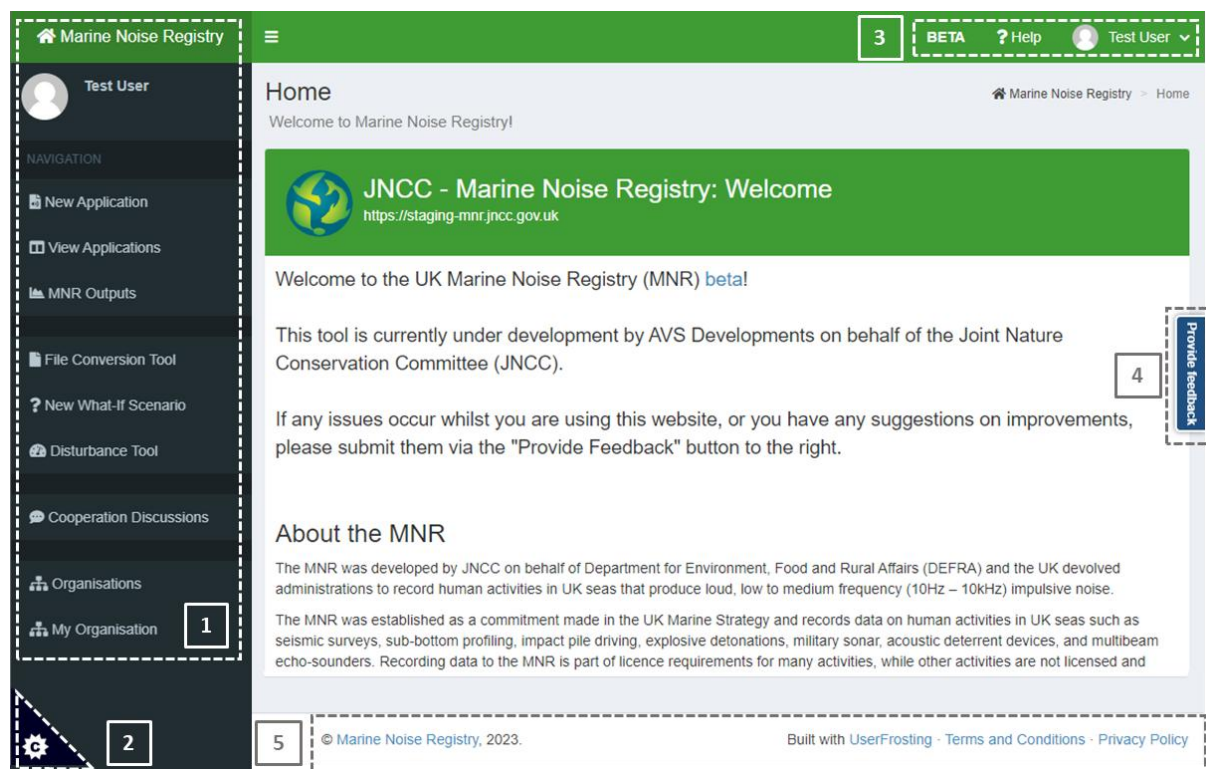 Marine Noise Registry
3
BETA
? Help
Test User
Test User
NAVIGATION
New Application
View Applications
MNR Outputs
File Conversion Tool
? New What-If Scenario
Disturbance Tool
Cooperation Discussions
Organisations
My Organisation
1
2
Home
Welcome to Marine Noise Registry!
Marine Noise Registry > Home
JNCC - Marine Noise Registry: Welcome
https://staging-mnr.jncc.gov.uk
Welcome to the UK Marine Noise Registry (MNR) beta!
This tool is currently under development by AVS Developments on behalf of the Joint Nature
Conservation Committee (JNCC).
If any issues occur whilst you are using this website, or you have any suggestions on improvements,
please submit them via the "Provide Feedback" button to the right.
4
Provide feedback
About the MNR
The MNR was developed by JNCC on behalf of Department for Environment, Food and Rural Affairs (DEFRA) and the UK devolved
administrations to record human activities in UK seas that produce loud, low to medium frequency (10Hz – 10kHz) impulsive noise.
The MNR was established as a commitment made in the UK Marine Strategy and records data on human activities in UK seas such as
seismic surveys, sub-bottom profiling, impact pile driving, explosive detonations, military sonar, acoustic deterrent devices, and multibeam
echo-sounders. Recording data to the MNR is part of licence requirements for many activities, while other activities are not licensed and
5
© Marine Noise Registry, 2023.
Built with UserFrosting · Terms and Conditions · Privacy Policy
C